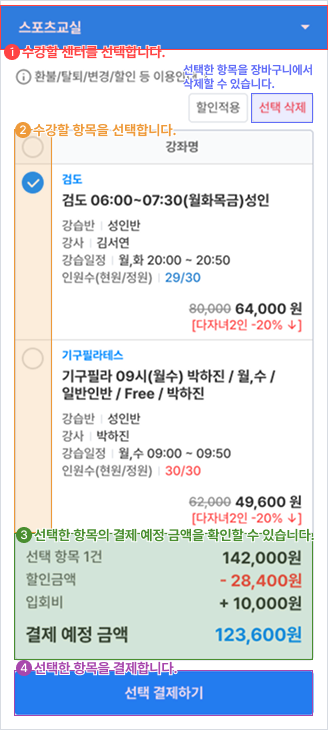 스포츠교실
1 수강할 센터를 선택합니다.
환불/탈퇴/변경/할인 등 이용안
선택한 항목을 장바구니에서
삭제할 수 있습니다.
할인적용 선택 삭제
2 수강할 항목을 선택합니다.
강좌명
검도
검도 06:00~07:30(월화목금)성인
강습반 성인반
강사 김서연
강습일정 월,화 20:00 ~ 20:50
인원수(현원/정원) 29/30
80,000 64,000 원
[다자녀2인 -20% ↓]
기구필라테스
기구필라 09시(월수) 박하진 / 월,수 /
일반인반 / Free / 박하진
강습반 성인반
강사 박하진
강습일정 월,수 09:00 ~ 09:50
인원수(현원/정원) 30/30
62,000 49,600 원
[다자녀2인 -20% ↓]
3 선택한 항목의 결제 예정 금액을 확인할 수 있습니다.
선택 항목 1건 142,000원
할인금액 - 28,400원
입회비 + 10,000원
결제 예정 금액 123,600원
4 선택한 항목을 결제합니다.
선택 결제하기